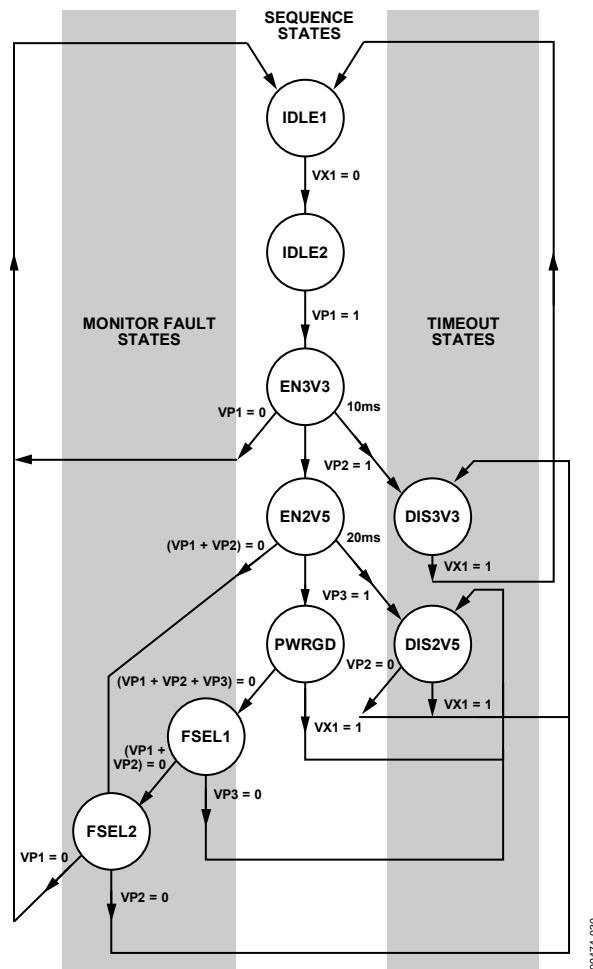 SEQUENCE
STATES
IDLE1
VX1 = 0
IDLE2
VP1 = 1
MONITOR FAULT
STATES
TIMEOUT
STATES
EN3V3
VP1 = 0
10ms
VP2 = 1
EN2V5
DIS3V3
(VP1 + VP2) = 0
20ms
VX1 = 1
VP3 = 1
PWRGD
DIS2V5
VP2 = 0
(VP1 + VP2 + VP3) = 0
VX1 = 1
VX1 = 1
FSEL1
(VP1 +
VP2) = 0
VP3 = 0
FSEL2
VP1 = 0
VP2 = 0